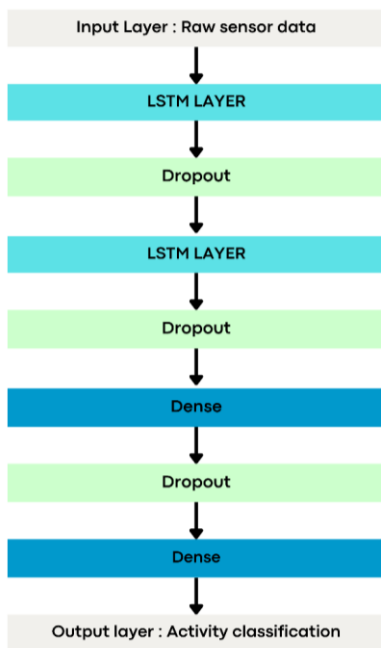 Input Layer : Raw sensor data
LSTM LAYER
Dropout
LSTM LAYER
Dropout
Dense
Dropout
Dense
Output layer : Activity classification